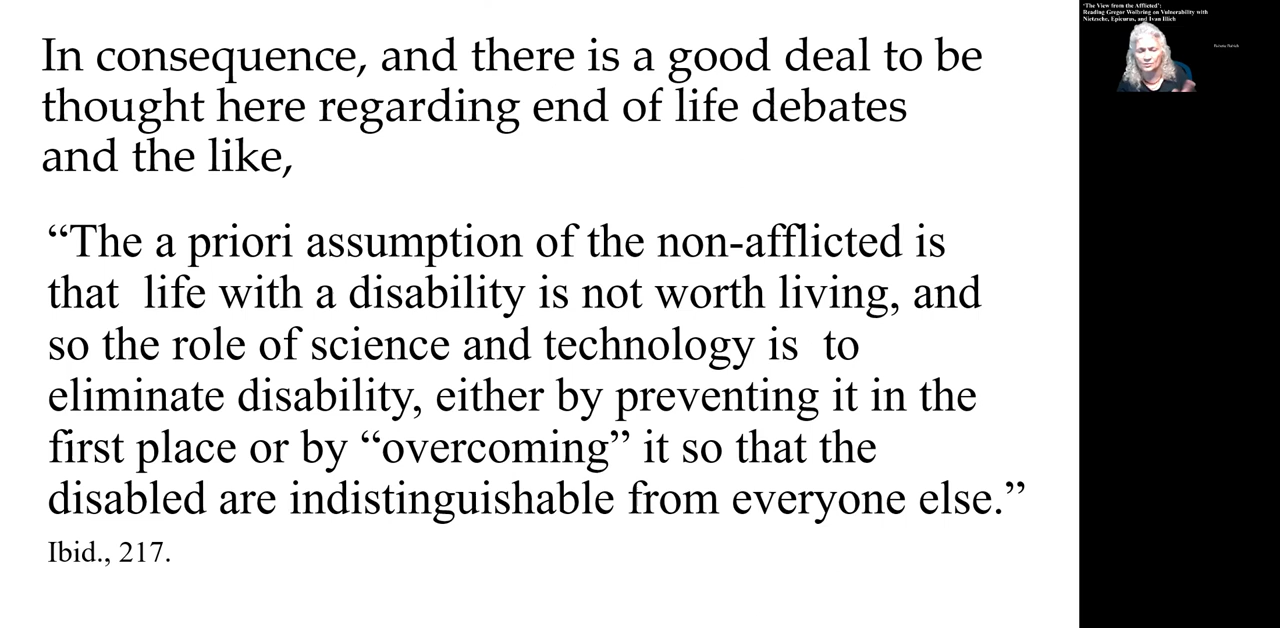 In consequence, and there is a good deal to be
thought here regarding end of life debates
and the like,
“The a priori assumption of the non-afflicted is
that  life with a disability is not worth living, and
so the role of science and technology is  to
eliminate disability, either by preventing it in the
first place or by “overcoming” it so that the
disabled are indistinguishable from everyone else.”
Ibid., 217.
‘The View from the Afflicted’:
Reading Gregor Wolbring on Vulnerability with
Nietzsche, Epicurus, and Ivan Illich